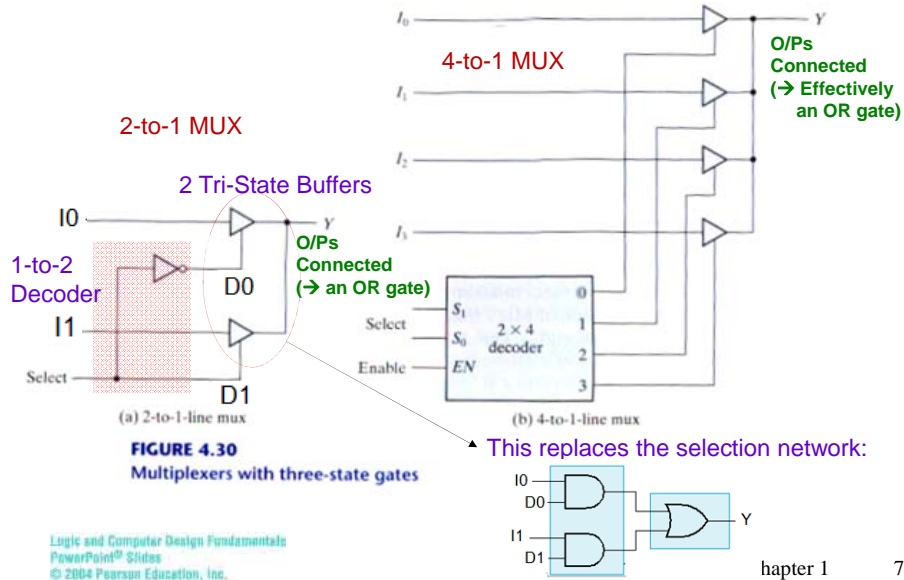 I0
Y
4-to-1 MUX
O/Ps
Connected
(→ Effectively
an OR gate)
I1
2-to-1 MUX
I2
2 Tri-State Buffers
I0
Y
I3
O/Ps
Connected
(→ an OR gate)
1-to-2
Decoder
D0
I1
Select
D1
(a) 2-to-1-line mux
Select
Enable
S1
S0
EN
2 × 4
decoder
0
1
2
3
(b) 4-to-1-line mux
FIGURE 4.30
Multiplexers with three-state gates
This replaces the selection network:
I0
D0
I1
D1
Y
Logic and Computer Design Fundamentals
PowerPoint® Slides
© 2004 Pearson Education, Inc.
hapter 1 7